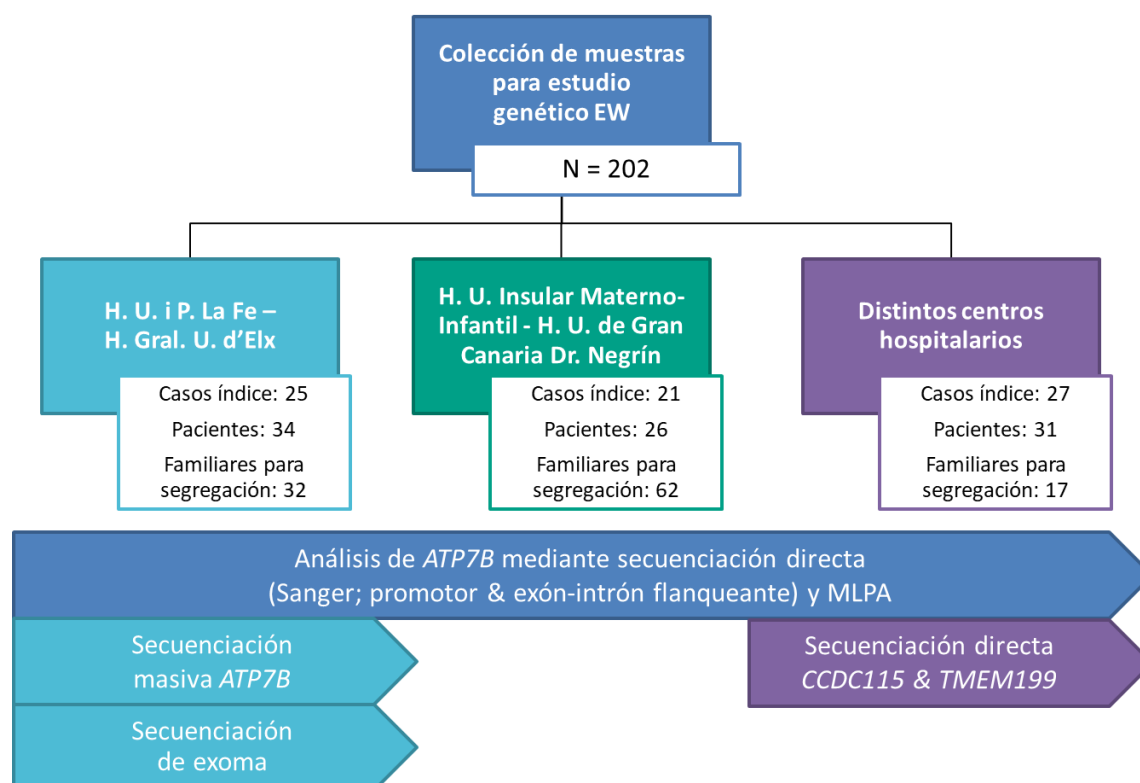 Colección de muestras
para estudio
genético EW
N = 202
H. U. i P. La Fe –
H. Gral. U. d’Elx
Casos índice: 25
Pacientes: 34
Familiares para
segregación: 32
H. U. Insular Materno-
Infantil - H. U. de Gran
Canaria Dr. Negrín
Casos índice: 21
Pacientes: 26
Familiares para
segregación: 62
Distintos centros
hospitalarios
Casos índice: 27
Pacientes: 31
Familiares para
segregación: 17
Análisis de ATP7B mediante secuenciación directa
(Sanger; promotor & exón-intrón flanqueante) y MLPA
Secuenciación
masiva ATP7B
Secuenciación directa
CCDC115 & TMEM199
Secuenciación
de exoma